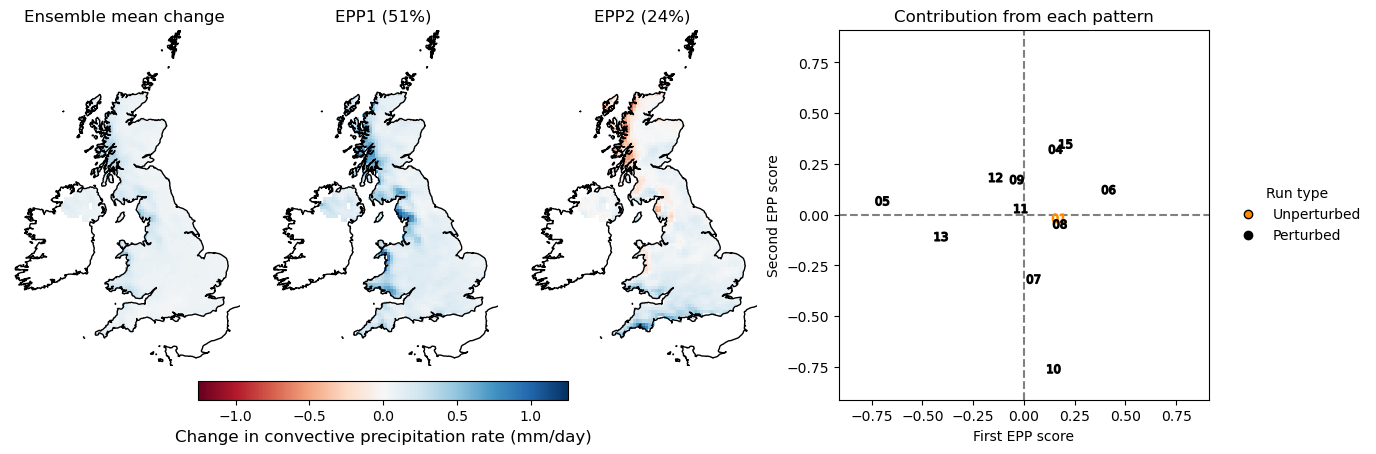 Ensemble mean change
EPP1 (51%)
EPP2 (24%)
−1.0 −0.5 0.0 0.5 1.0
Change in convective precipitation rate (mm/day)
Contribution from each pattern
Second EPP score
0.75
0.50
0.25
0.00
−0.25
−0.50
−0.75
15
04
12
09
06
05
11
01
08
13
07
10
−0.75 −0.50 −0.25 0.00 0.25 0.50 0.75
First EPP score
Run type
Unperturbed
Perturbed